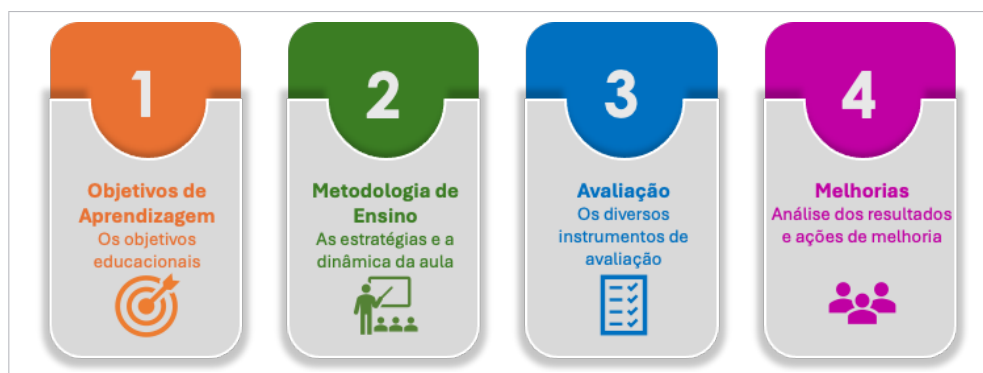 1
Objetivos de
Aprendizagem
Os objetivos
educacionais
2
Metodologia de
Ensino
As estratégias e a
dinâmica da aula
3
Avaliação
Os diversos
instrumentos de
avaliação
4
Melhorias
Análise dos resultados
e ações de melhoria